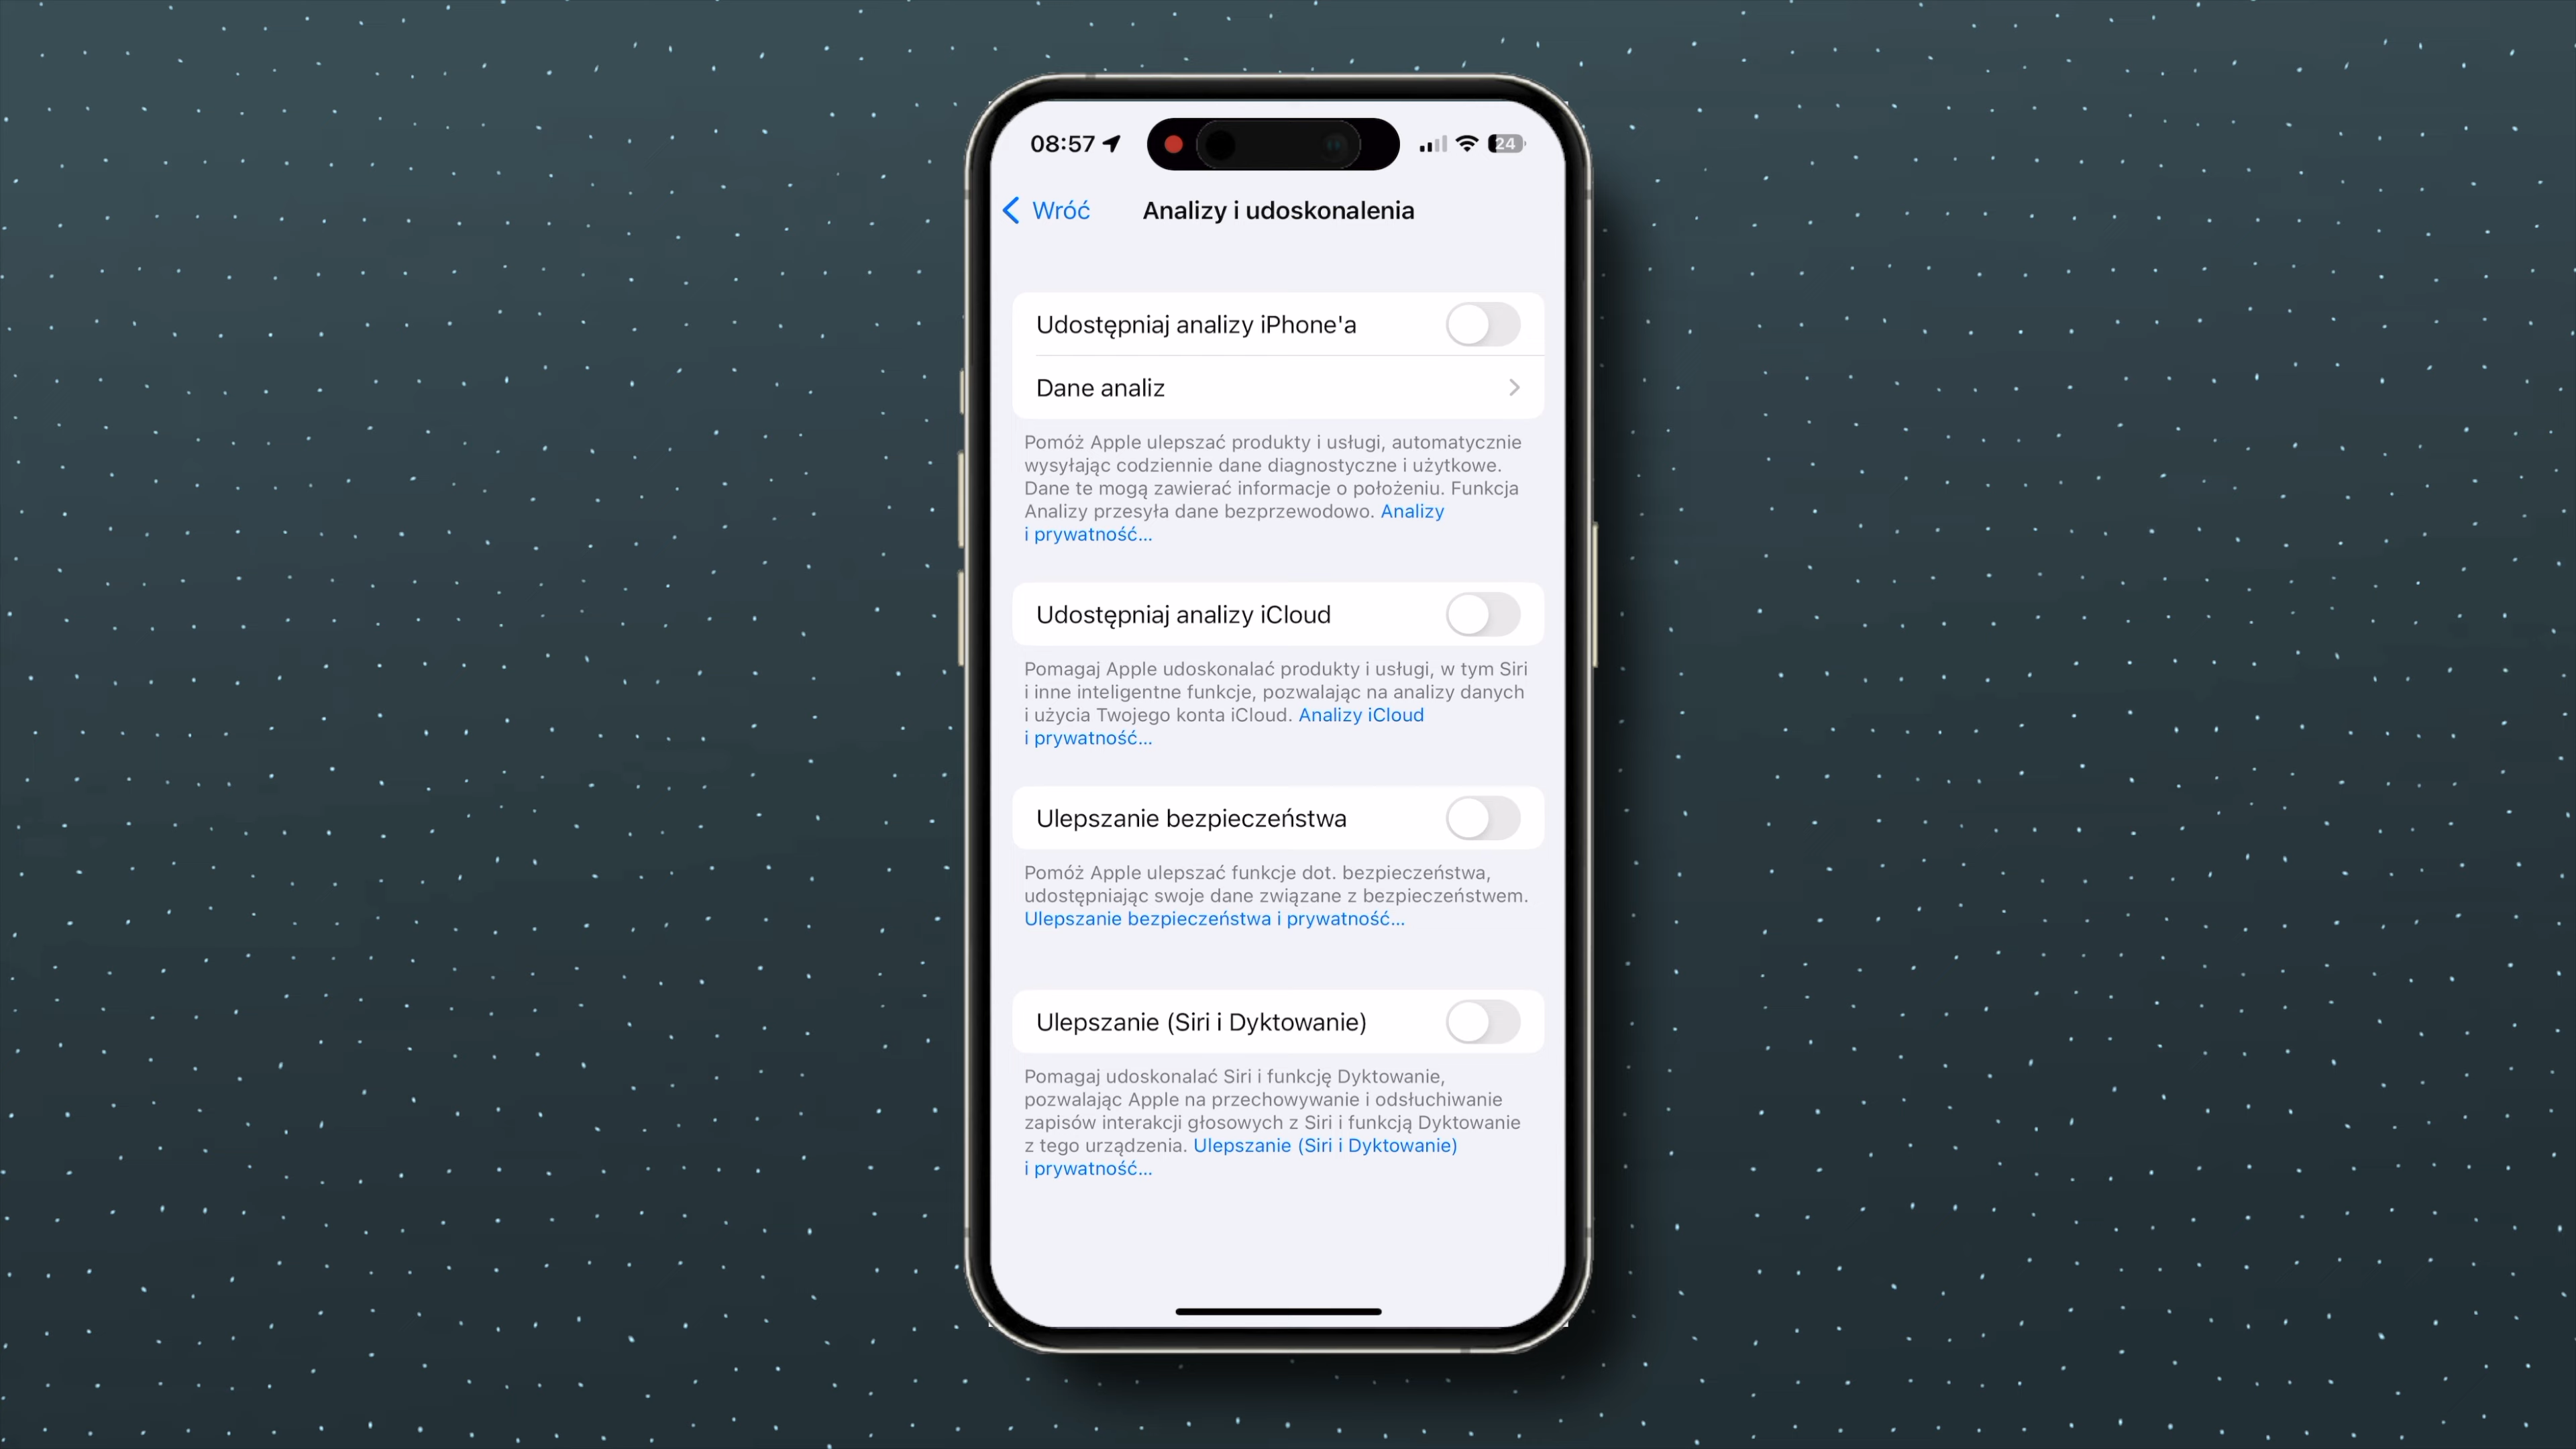 08:57
24
Wróć
Analizy i udoskonalenia
Udostępniaj analizy iPhone'a
Dane analiz
Pomóż Apple ulepszać produkty i usługi, automatycznie
wysyłając codziennie dane diagnostyczne i użytkowe.
Dane te mogą zawierać informacje o położeniu. Funkcja
Analizy przesyła dane bezprzewodowo. Analizy
i prywatność...
Udostępniaj analizy iCloud
Pomagaj Apple udoskonalać produkty i usługi, w tym Siri
i inne inteligentne funkcje, pozwalając na analizy danych
i użycia Twojego konta iCloud. Analizy iCloud
i prywatność...
Ulepszanie bezpieczeństwa
Pomóż Apple ulepszać funkcje dot. bezpieczeństwa,
udostępniając swoje dane związane z bezpieczeństwem.
Ulepszanie bezpieczeństwa i prywatność...
Ulepszanie (Siri i Dyktowanie)
Pomagaj udoskonalać Siri i funkcję Dyktowanie,
pozwalając Apple na przechowywanie i odsłuchiwanie
zapisów interakcji głosowych z Siri i funkcją Dyktowanie
z tego urządzenia. Ulepszanie (Siri i Dyktowanie)
i prywatność...